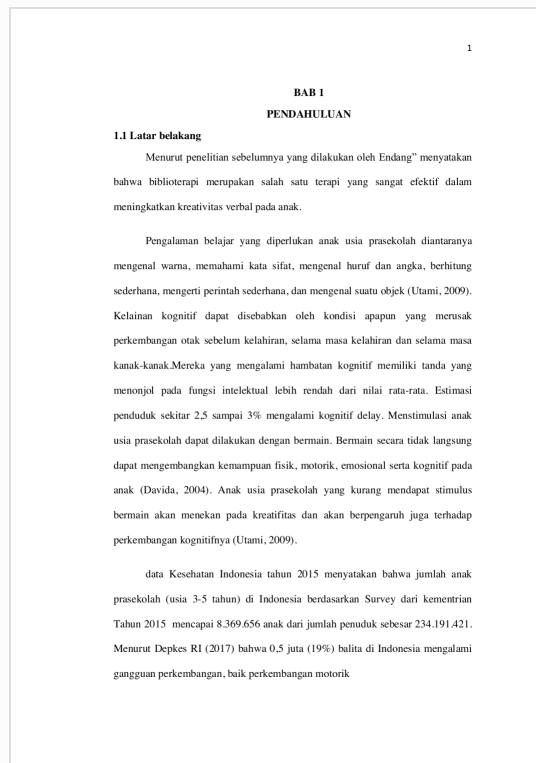 1
BAB 1
PENDAHULUAN
1.1 Latar belakang
Menurut penelitian sebelumnya yang dilakukan oleh Endang” menyatakan
bahwa biblioterapi merupakan salah satu terapi yang sangat efektif dalam
meningkatkan kreativitas verbal pada anak.
Pengalaman belajar yang diperlukan anak usia prasekolah diantaranya
mengenal warna, memahami kata sifat, mengenal huruf dan angka, berhitung
sederhana, mengerti perintah sederhana, dan mengenal suatu objek (Utami, 2009).
Kelainan kognitif dapat disebabkan oleh kondisi apapun yang merusak
perkembangan otak sebelum kelahiran, selama masa kelahiran dan selama masa
kanak-kanak.Mereka yang mengalami hambatan kognitif memiliki tanda yang
menonjol pada fungsi intelektual lebih rendah dari nilai rata-rata. Estimasi
penduduk sekitar 2,5 sampai 3% mengalami kognitif delay. Menstimulasi anak
usia prasekolah dapat dilakukan dengan bermain. Bermain secara tidak langsung
dapat mengembangkan kemampuan fisik, motorik, emosional serta kognitif pada
anak (Davida, 2004). Anak usia prasekolah yang kurang mendapat stimulus
bermain akan menekan pada kreatifitas dan akan berpengaruh juga terhadap
perkembangan kognitifnya (Utami, 2009).
data Kesehatan Indonesia tahun 2015 menyatakan bahwa jumlah anak
prasekolah (usia 3-5 tahun) di Indonesia berdasarkan Survey dari kementrian
Tahun 2015 mencapai 8.369.656 anak dari jumlah penuduk sebesar 234.191.421.
Menurut Depkes RI (2017) bahwa 0,5 juta (19%) balita di Indonesia mengalami
gangguan perkembangan, baik perkembangan motorik